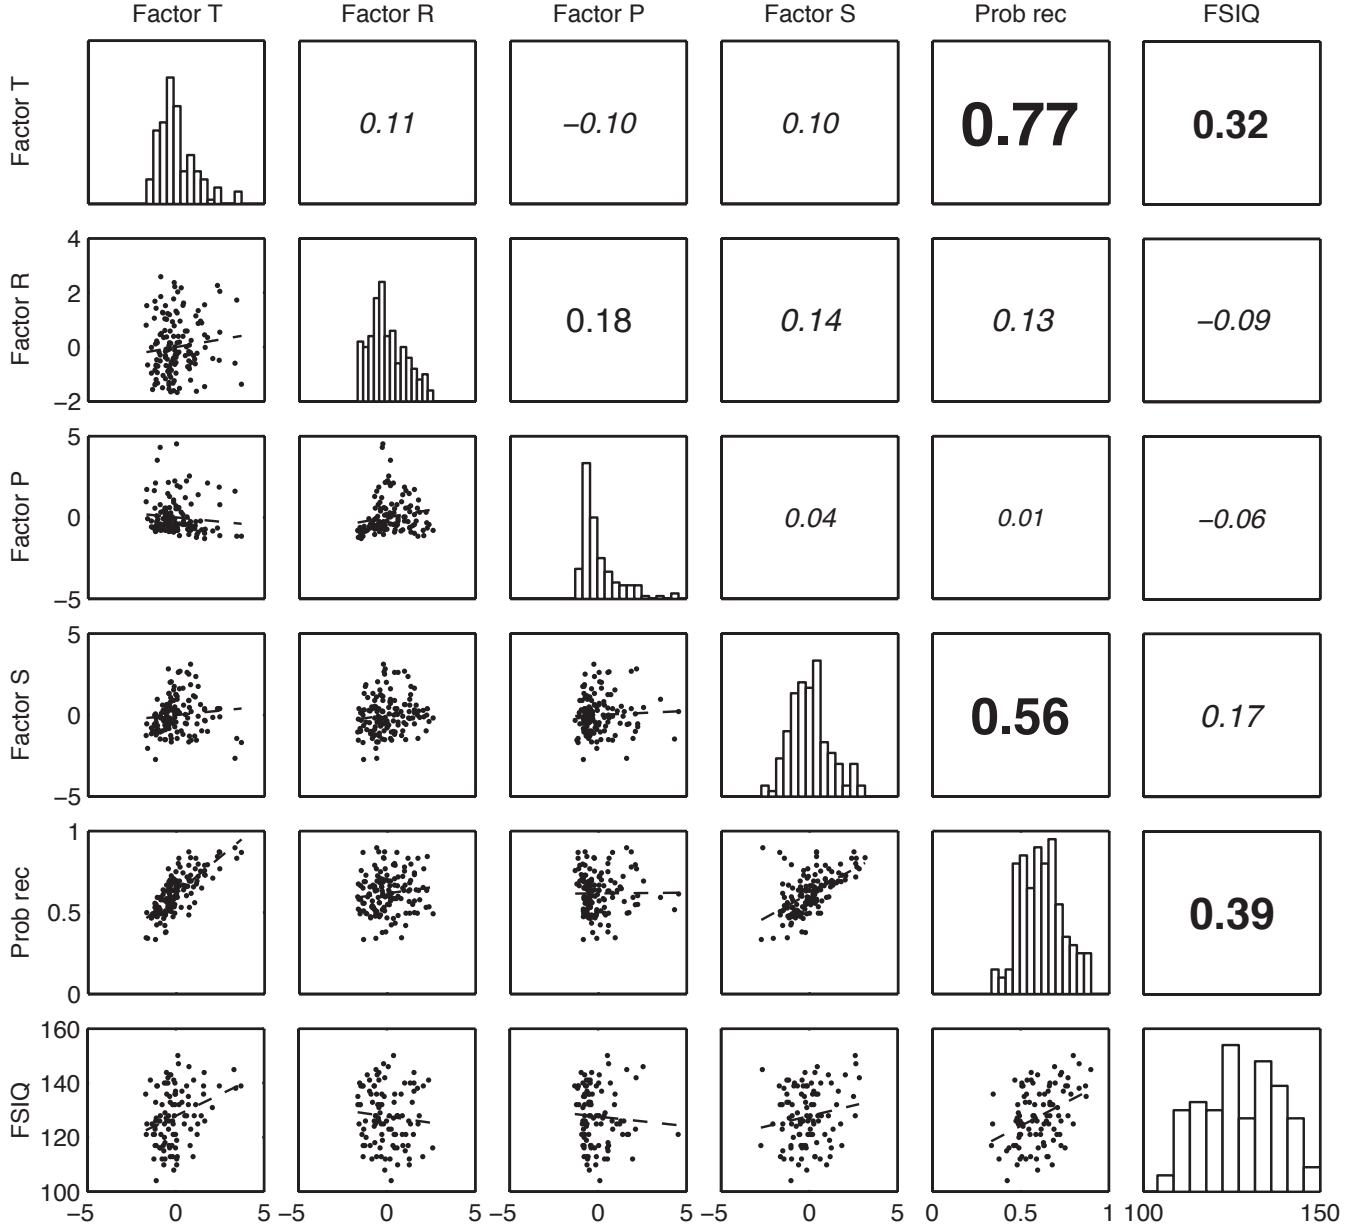 Factor T Factor R Factor P Factor S Prob rec FSIQ
Factor T
0.11 −0.10 0.10 0.77 0.32
4
2
0
−2
Factor R
0.18 0.14 0.13 −0.09
5
0
−5
Factor P
0.04 0.01 −0.06
5
0
−5
Factor S
0.56 0.17
1
0.5
0
Prob rec
0.39
160
140
120
100
FSIQ
−5 0 5 −5 0 5 −5 0 5 −5 0 5 0 0.5 1 100 150